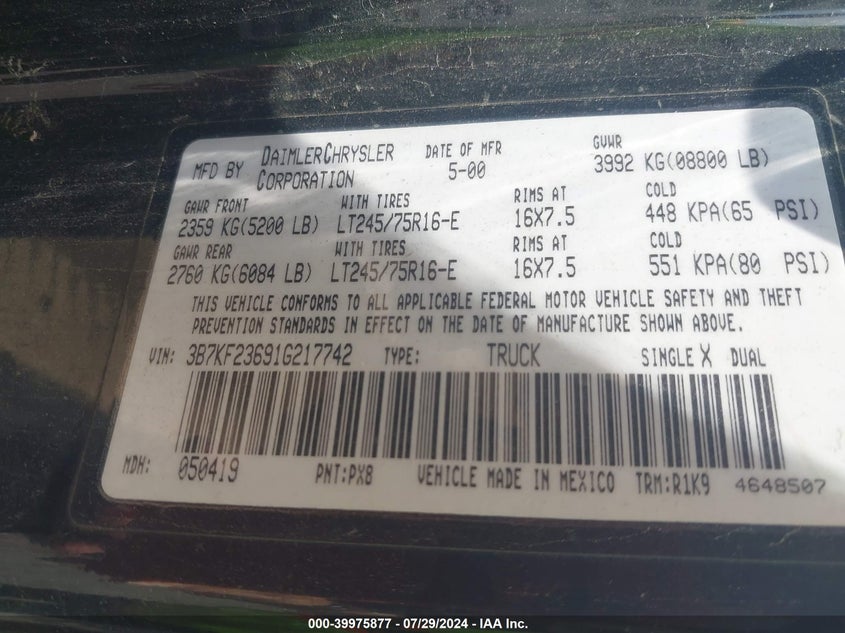 MFD BY DAIMLERCHRYSLER CORPORATION DATE OF MFR 5-00 GVWR 3992 KG(08800 LB)
GAWR FRONT WITH TIRES RIMS AT COLD
2359 KG(5200 LB) LT245/75R16-E 16X7.5 448 KPA(65 PSI)
GAWR REAR WITH TIRES RIMS AT COLD
2760 KG(6084 LB) LT245/75R16-E 16X7.5 551 KPA(80 PSI)
THIS VEHICLE CONFORMS TO ALL APPLICABLE FEDERAL MOTOR VEHICLE SAFETY AND THEFT
PREVENTION STANDARDS IN EFFECT ON THE DATE OF MANUFACTURE SHOWN ABOVE.
VIN: 3B7KF23691G217742 TYPE: TRUCK SINGLE X DUAL
MDH: 050419 PNT:PX8 VEHICLE MADE IN MEXICO TRM:R1K9 4648507
000-39975877 - 07/29/2024 - IAA Inc.